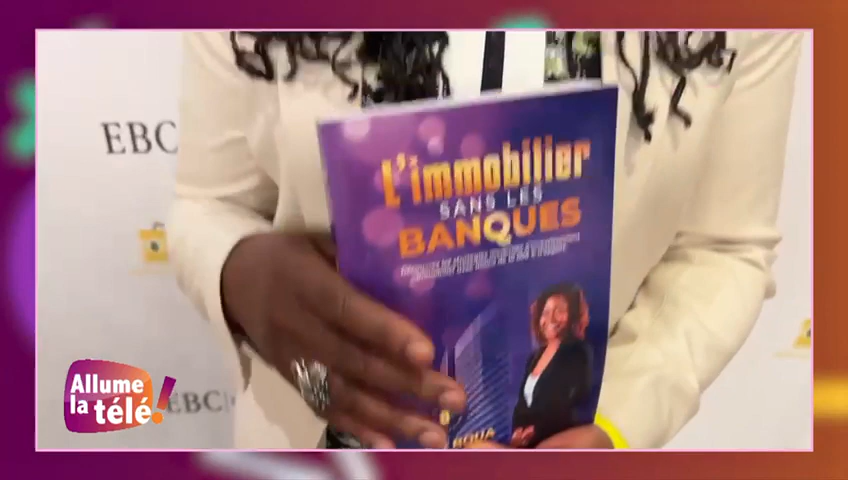 EBC
L'immobilier
SANS LES
BANQUES
Allume
la télé!
EBC